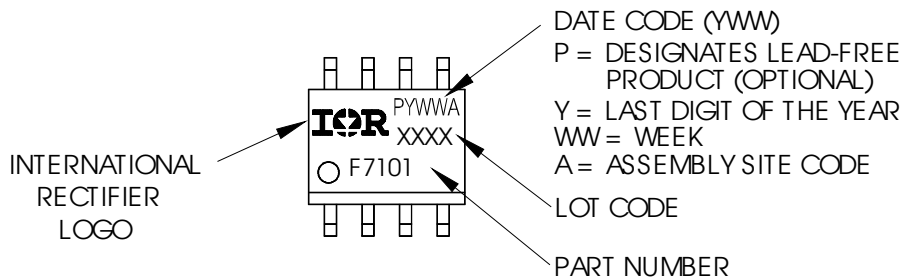 DATE CODE (YWW)
P = DESIGNATES LEAD-FREE
PRODUCT (OPTIONAL)
Y = LAST DIGIT OF THE YEAR
WW = WEEK
A = ASSEMBLY SITE CODE
LOT CODE
PART NUMBER
INTERNATIONAL
RECTIFIER
LOGO
PYWWA
IOR
XXXX
F7101